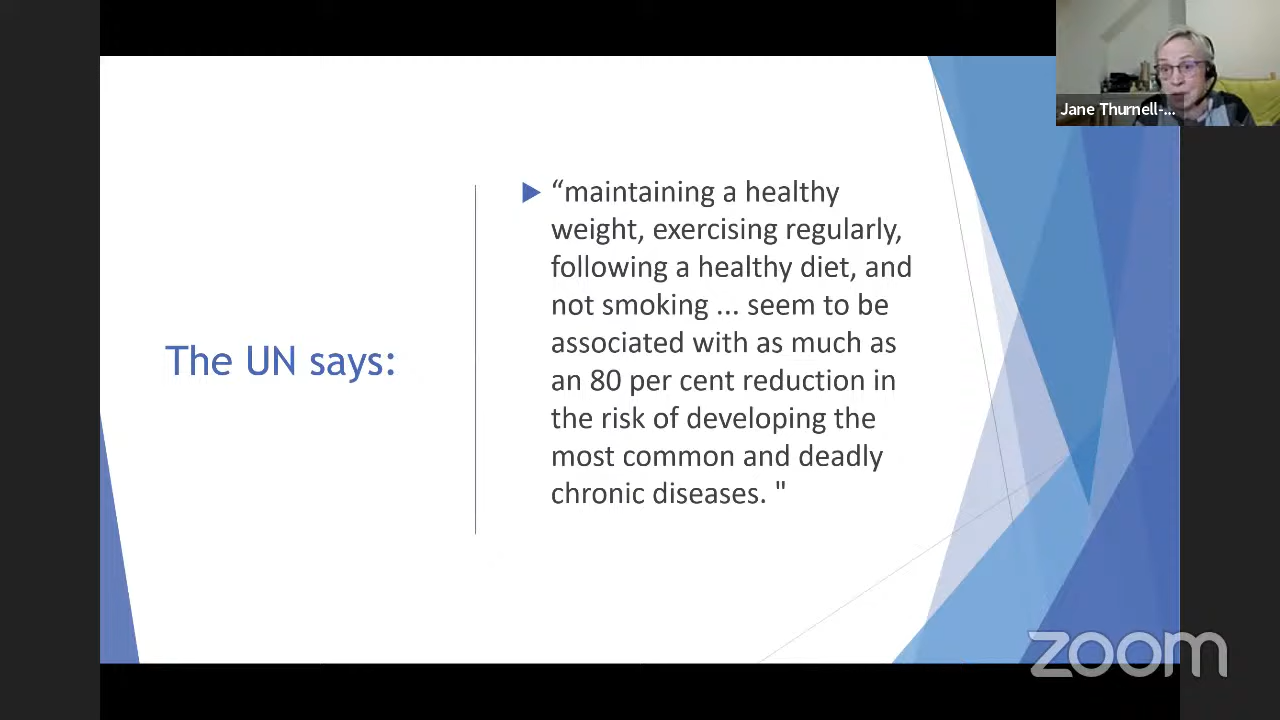 Jane Thurnell-...
The UN says:
“maintaining a healthy
weight, exercising regularly,
following a healthy diet, and
not smoking ... seem to be
associated with as much as
an 80 per cent reduction in
the risk of developing the
most common and deadly
chronic diseases. "
zoom